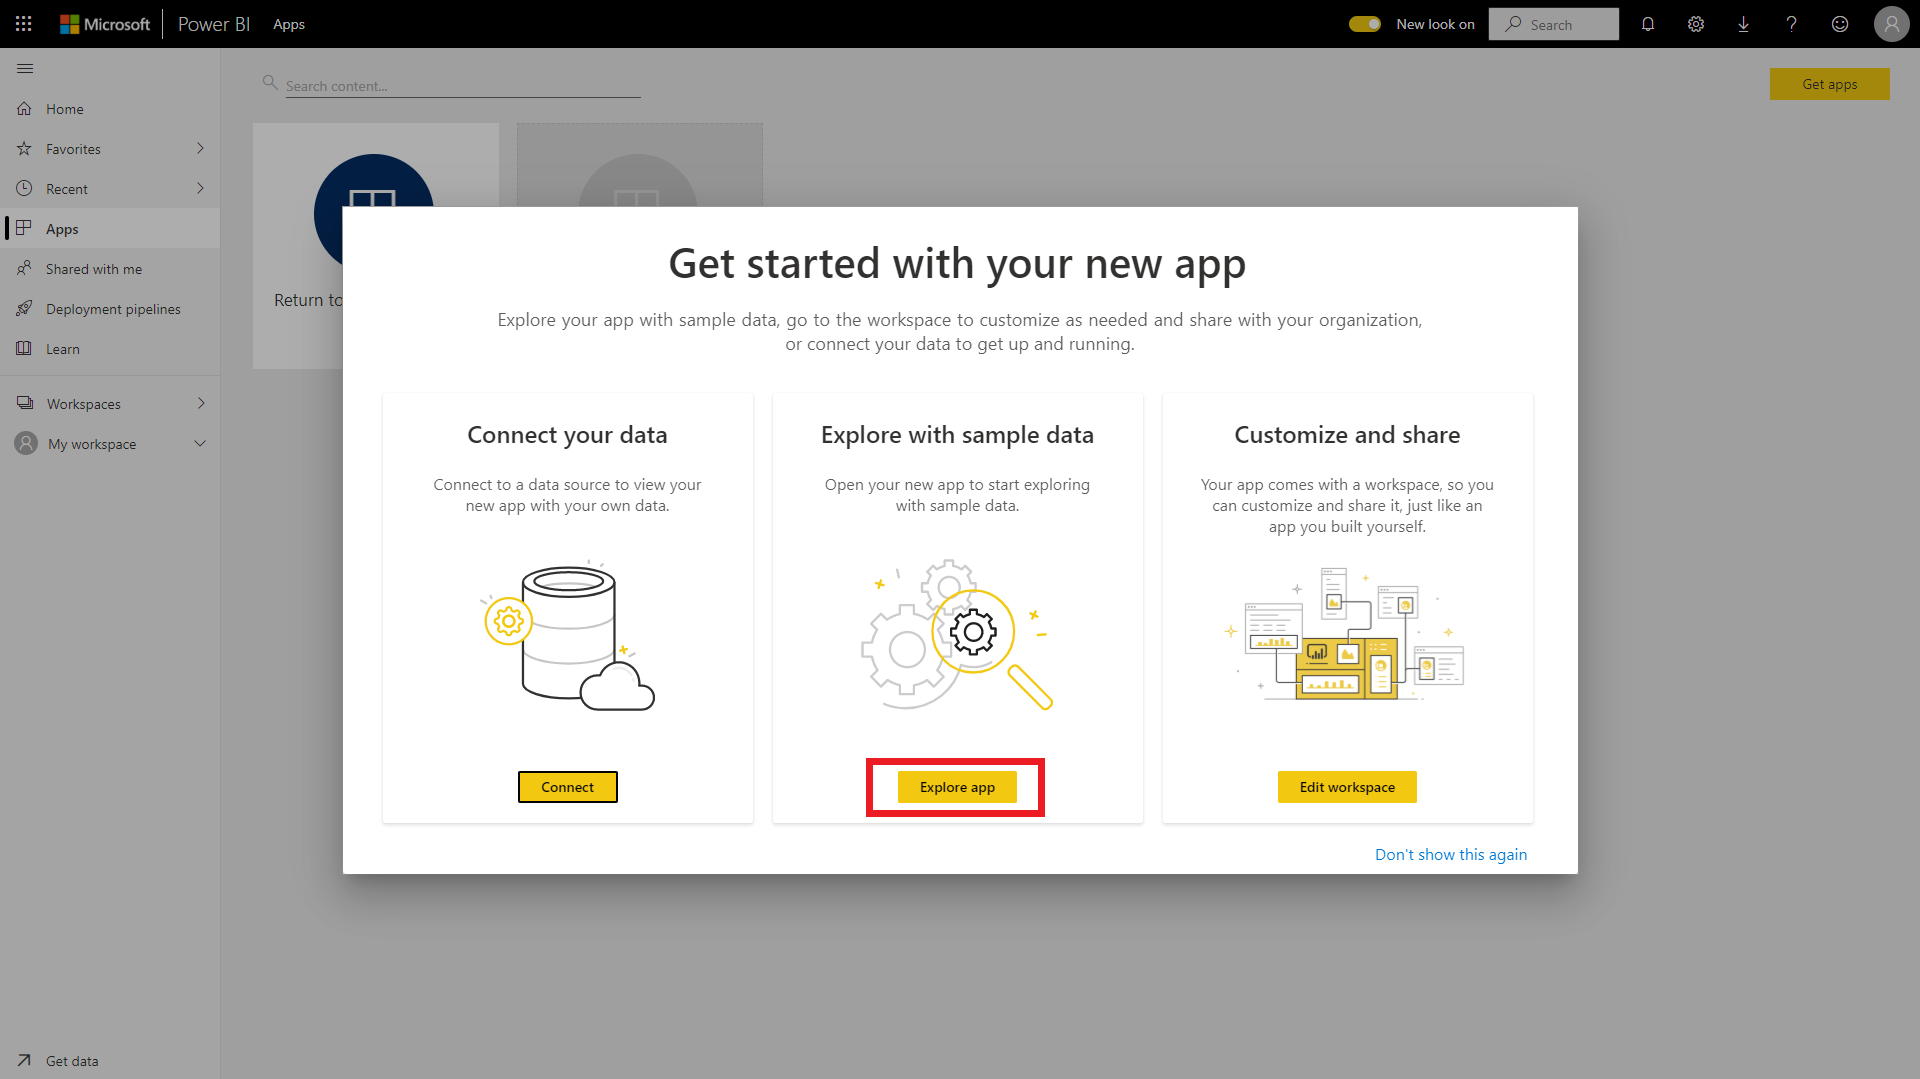 Microsoft Power BI Apps New look on Search
Search content...
Get apps
Home
Favorites
Recent
Apps
Shared with me
Deployment pipelines
Learn
Workspaces
My workspace
Get data
Return to
Get started with your new app
Explore your app with sample data, go to the workspace to customize as needed and share with your organization,
or connect your data to get up and running.
Connect your data
Connect to a data source to view your
new app with your own data.
Connect
Explore with sample data
Open your new app to start exploring
with sample data.
Explore app
Customize and share
Your app comes with a workspace, so you
can customize and share it, just like an
app you built yourself.
Edit workspace
Don't show this again